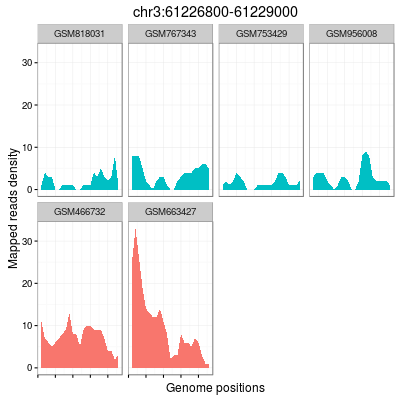 chr3:61226800-61229000
GSM818031 GSM767343 GSM753429 GSM956008
30
20
10
0
Mapped reads density
GSM466732 GSM663427
30
20
10
0
Genome positions